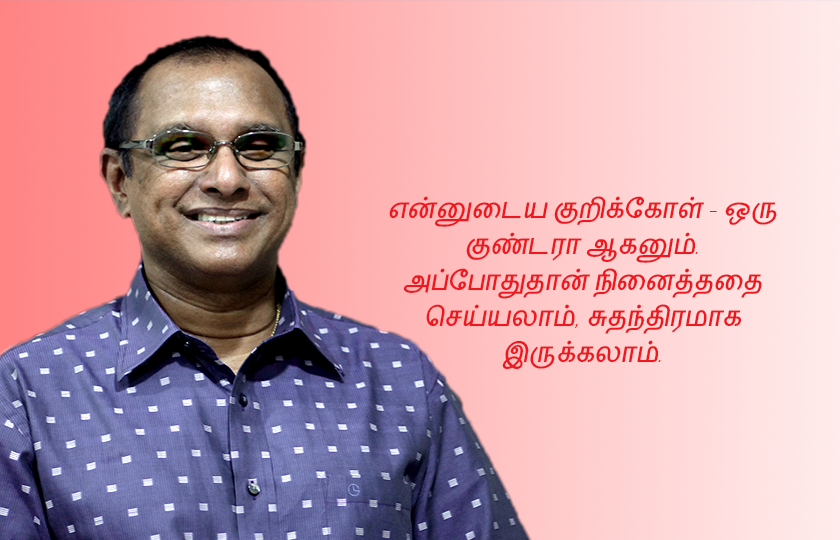 என்னுடைய குறிக்கோள் - ஒரு
குண்டரா ஆகனும்.
அப்போதுதான் நினைத்ததை
செய்யலாம், சுதந்திரமாக
இருக்கலாம்.